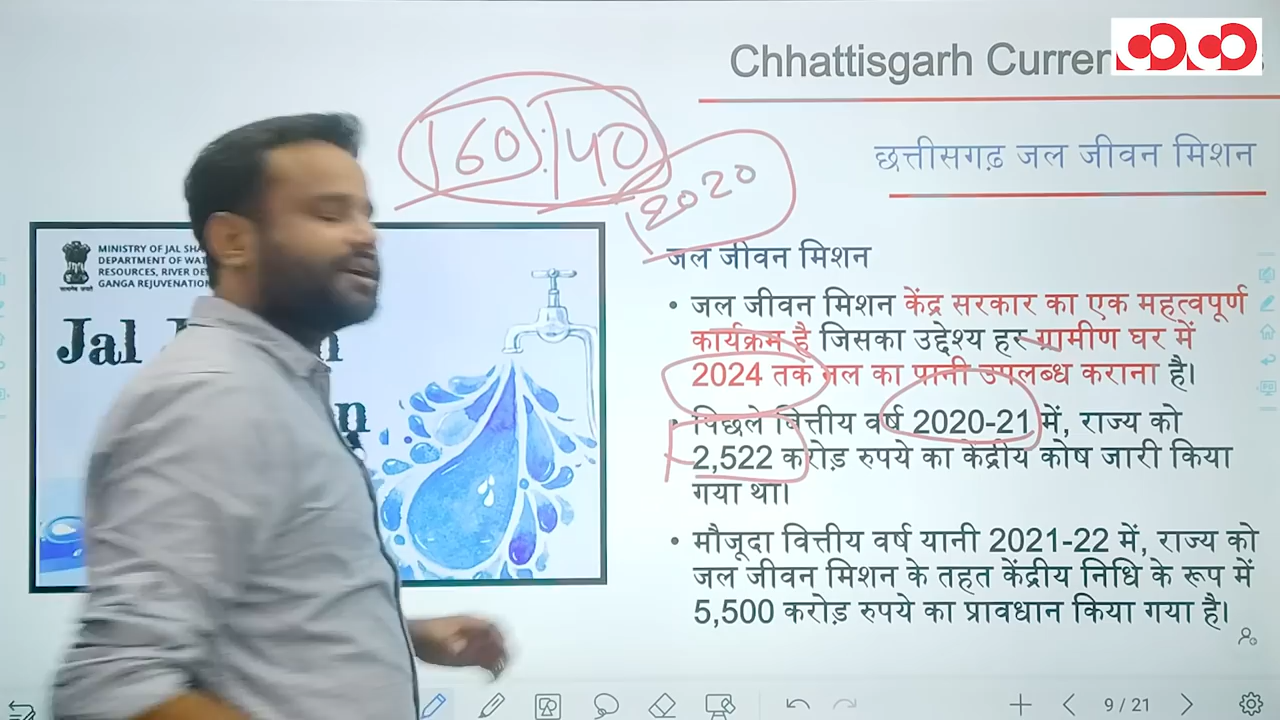 Chhattisgarh Curren
60:40
2020
छत्तीसगढ़ जल जीवन मिशन
MINISTRY OF JAL SHA
DEPARTMENT OF WAT
RESOURCES, RIVER DE
GANGA REJUVENATION
Jal
जल जीवन मिशन
• जल जीवन मिशन केंद्र सरकार का एक महत्वपूर्ण
कार्यक्रम है जिसका उद्देश्य हर ग्रामीण घर में
2024 तक नल का पानी उपलब्ध कराना है।
• पिछले वित्तीय वर्ष 2020-21 में, राज्य को
2,522 करोड़ रुपये का केंद्रीय कोष जारी किया
गया था।
• मौजूदा वित्तीय वर्ष यानी 2021-22 में, राज्य को
जल जीवन मिशन के तहत केंद्रीय निधि के रूप में
5,500 करोड़ रुपये का प्रावधान किया गया है।
9 / 21